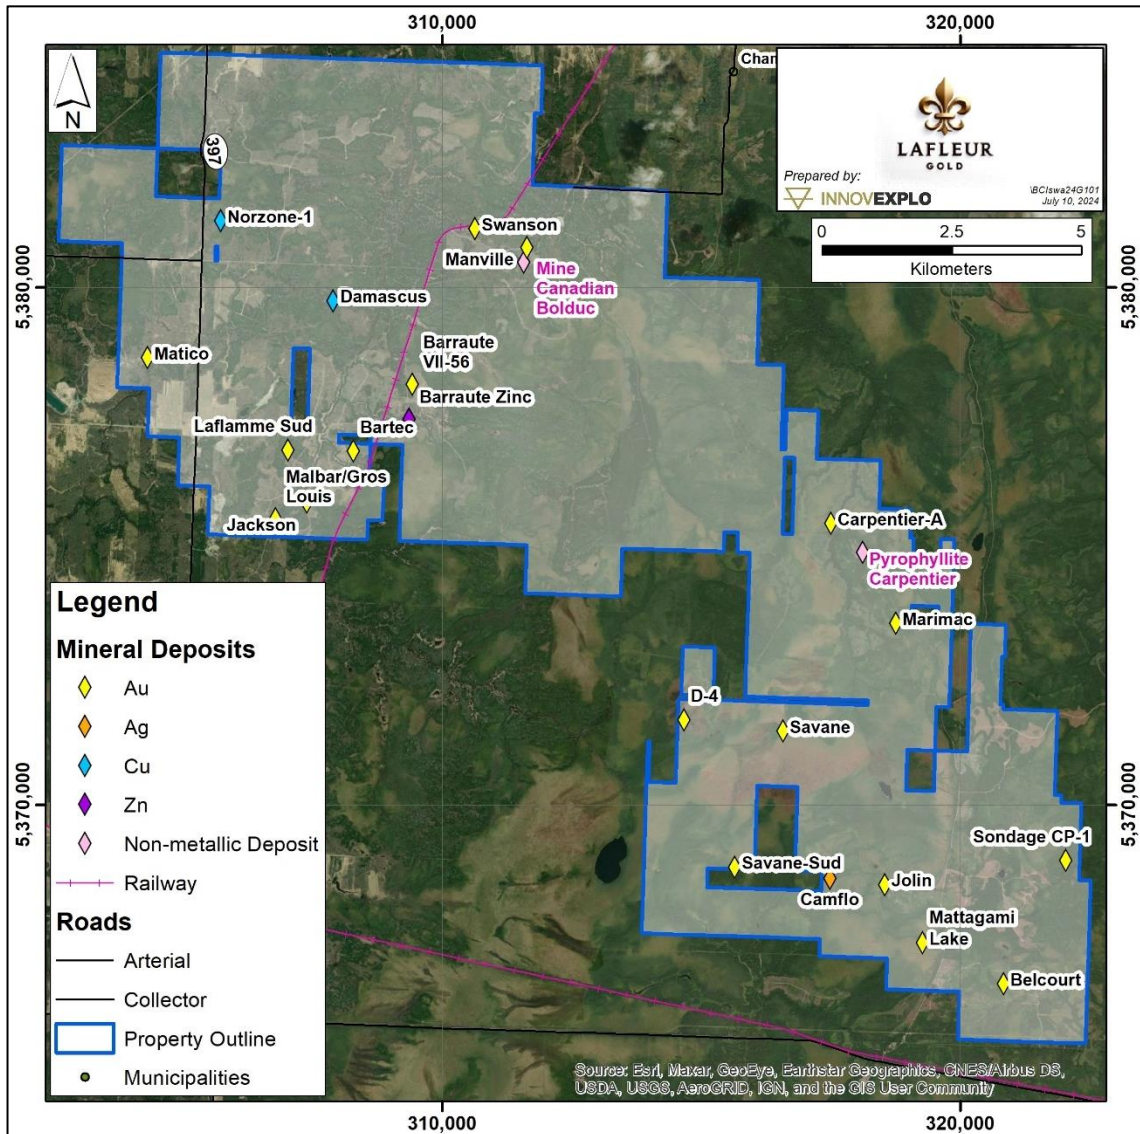 310,000
320,000
N
397
Cham
LAFLEUR
GOLD
Prepared by:
INNOVEXPLO
\BCIswa24G101
July 10, 2024
0
2.5
5
Kilometers
Norzone-1
Swanson
Manville
Mine
Canadian
Bolduc
5,380,000
5,380,000
Damascus
Matico
Barraute
VII-56
Barraute Zinc
Laflamme Sud
Bartec
Malbar/Gros
Louis
Jackson
Carpentier-A
Pyrophyllite
Carpentier
Marimac
D-4
Savane
5,370,000
5,370,000
Sondage CP-1
Savane-Sud
Camflo
Jolin
Mattagami
Lake
Belcourt
Legend
Mineral Deposits
Au
Ag
Cu
Zn
Non-metallic Deposit
Railway
Roads
Arterial
Collector
Property Outline
Municipalities
Source: Esri, Maxar, GeoEye, Earthstar Geographics, CNES/Airbus DS,
USDA, USGS, AeroGRID, IGN, and the GIS User Community
310,000
320,000